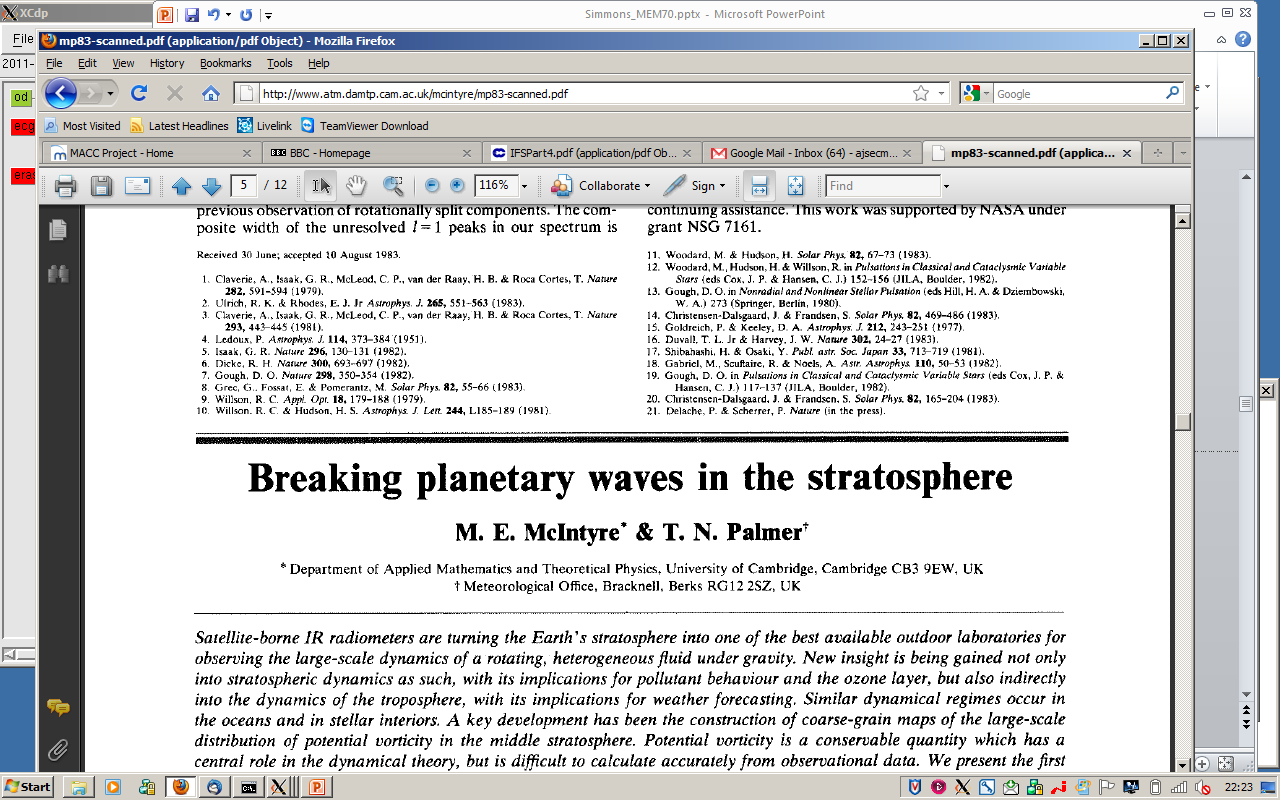 XCdp
Simmons_MEM70.pptx - Microsoft PowerPoint
File
2011-
od
mp83-scanned.pdf (application/pdf Object) - Mozilla Firefox
File Edit View History Bookmarks Tools Help
http://www.atm.damtp.cam.ac.uk/mcintyre/mp83-scanned.pdf
Google
Most Visited Latest Headlines Livelink TeamViewer Download
MACC Project - Home BBC - Homepage IFSPart4.pdf (application/pdf Ob... Google Mail - Inbox (64) - ajsecm... mp83-scanned.pdf (applica...
5 / 12 116% Collaborate Sign Find
previous observation of rotationally split components. The com-
posite width of the unresolved l = 1 peaks in our spectrum is
continuing assistance. This work was supported by NASA under
grant NSG 7161.
Received 30 June; accepted 10 August 1983.
1. Claverie, A., Isaak, G. R., McLeod, C. P., van der Raay, H. B. & Roca Cortes, T. Nature
282, 591-594 (1979).
2. Ulrich, R. K. & Rhodes, E. J. Jr Astrophys. J. 265, 551-563 (1983).
3. Claverie, A., Isaak, G. R., McLeod, C. P., van der Raay, H. B. & Roca Cortes, T. Nature
293, 443-445 (1981).
4. Ledoux, P. Astrophys. J. 114, 373-384 (1951).
5. Isaak, G. R. Nature 296, 130-131 (1982).
6. Dicke, R. H. Nature 300, 693-697 (1982).
7. Gough, D. O. Nature 298, 350-354 (1982).
8. Grec, G., Fossat, E. & Pomerantz, M. Solar Phys. 82, 55-66 (1983).
9. Willson, R. C. Appl. Opt. 18, 179-188 (1979).
10. Willson, R. C. & Hudson, H. S. Astrophys. J. Lett. 244, L185-189 (1981).
11. Woodard, M. & Hudson, H. Solar Phys. 82, 67-73 (1983).
12. Woodard, M., Hudson, H. & Willson, R. in Pulsations in Classical and Cataclysmic Variable
Stars (eds Cox, J. P. & Hansen, C. J.) 152-156 (JILA, Boulder, 1982).
13. Gough, D. O. in Nonradial and Nonlinear Stellar Pulsation (eds Hill, H. A. & Dziembowski,
W. A.) 273 (Springer, Berlin, 1980).
14. Christensen-Dalsgaard, J. & Frandsen, S. Solar Phys. 82, 469-486 (1983).
15. Goldreich, P. & Keeley, D. A. Astrophys. J. 212, 243-251 (1977).
16. Duvall, T. L. Jr & Harvey, J. W. Nature 302, 24-27 (1983).
17. Shibahashi, H. & Osaki, Y. Publ. astr. Soc. Japan 33, 713-719 (1981).
18. Gabriel, M., Scuflaire, R. & Noels, A. Astr. Astrophys. 110, 50-53 (1982).
19. Gough, D. O. in Pulsations in Classical and Cataclysmic Variable Stars (eds Cox, J. P. &
Hansen, C. J.) 117-137 (JILA, Boulder, 1982).
20. Christensen-Dalsgaard, J. & Frandsen, S. Solar Phys. 82, 165-204 (1983).
21. Delache, P. & Scherrer, P. Nature (in the press).
Breaking planetary waves in the stratosphere
M. E. McIntyre* & T. N. Palmer†
* Department of Applied Mathematics and Theoretical Physics, University of Cambridge, Cambridge CB3 9EW, UK
† Meteorological Office, Bracknell, Berks RG12 2SZ, UK
Satellite-borne IR radiometers are turning the Earth's stratosphere into one of the best available outdoor laboratories for
observing the large-scale dynamics of a rotating, heterogeneous fluid under gravity. New insight is being gained not only
into stratospheric dynamics as such, with its implications for pollutant behaviour and the ozone layer, but also indirectly
into the dynamics of the troposphere, with its implications for weather forecasting. Similar dynamical regimes occur in
the oceans and in stellar interiors. A key development has been the construction of coarse-grain maps of the large-scale
distribution of potential vorticity in the middle stratosphere. Potential vorticity is a conservable quantity which has a
central role in the dynamical theory, but is difficult to calculate accurately from observational data. We present the first
Start
22:23